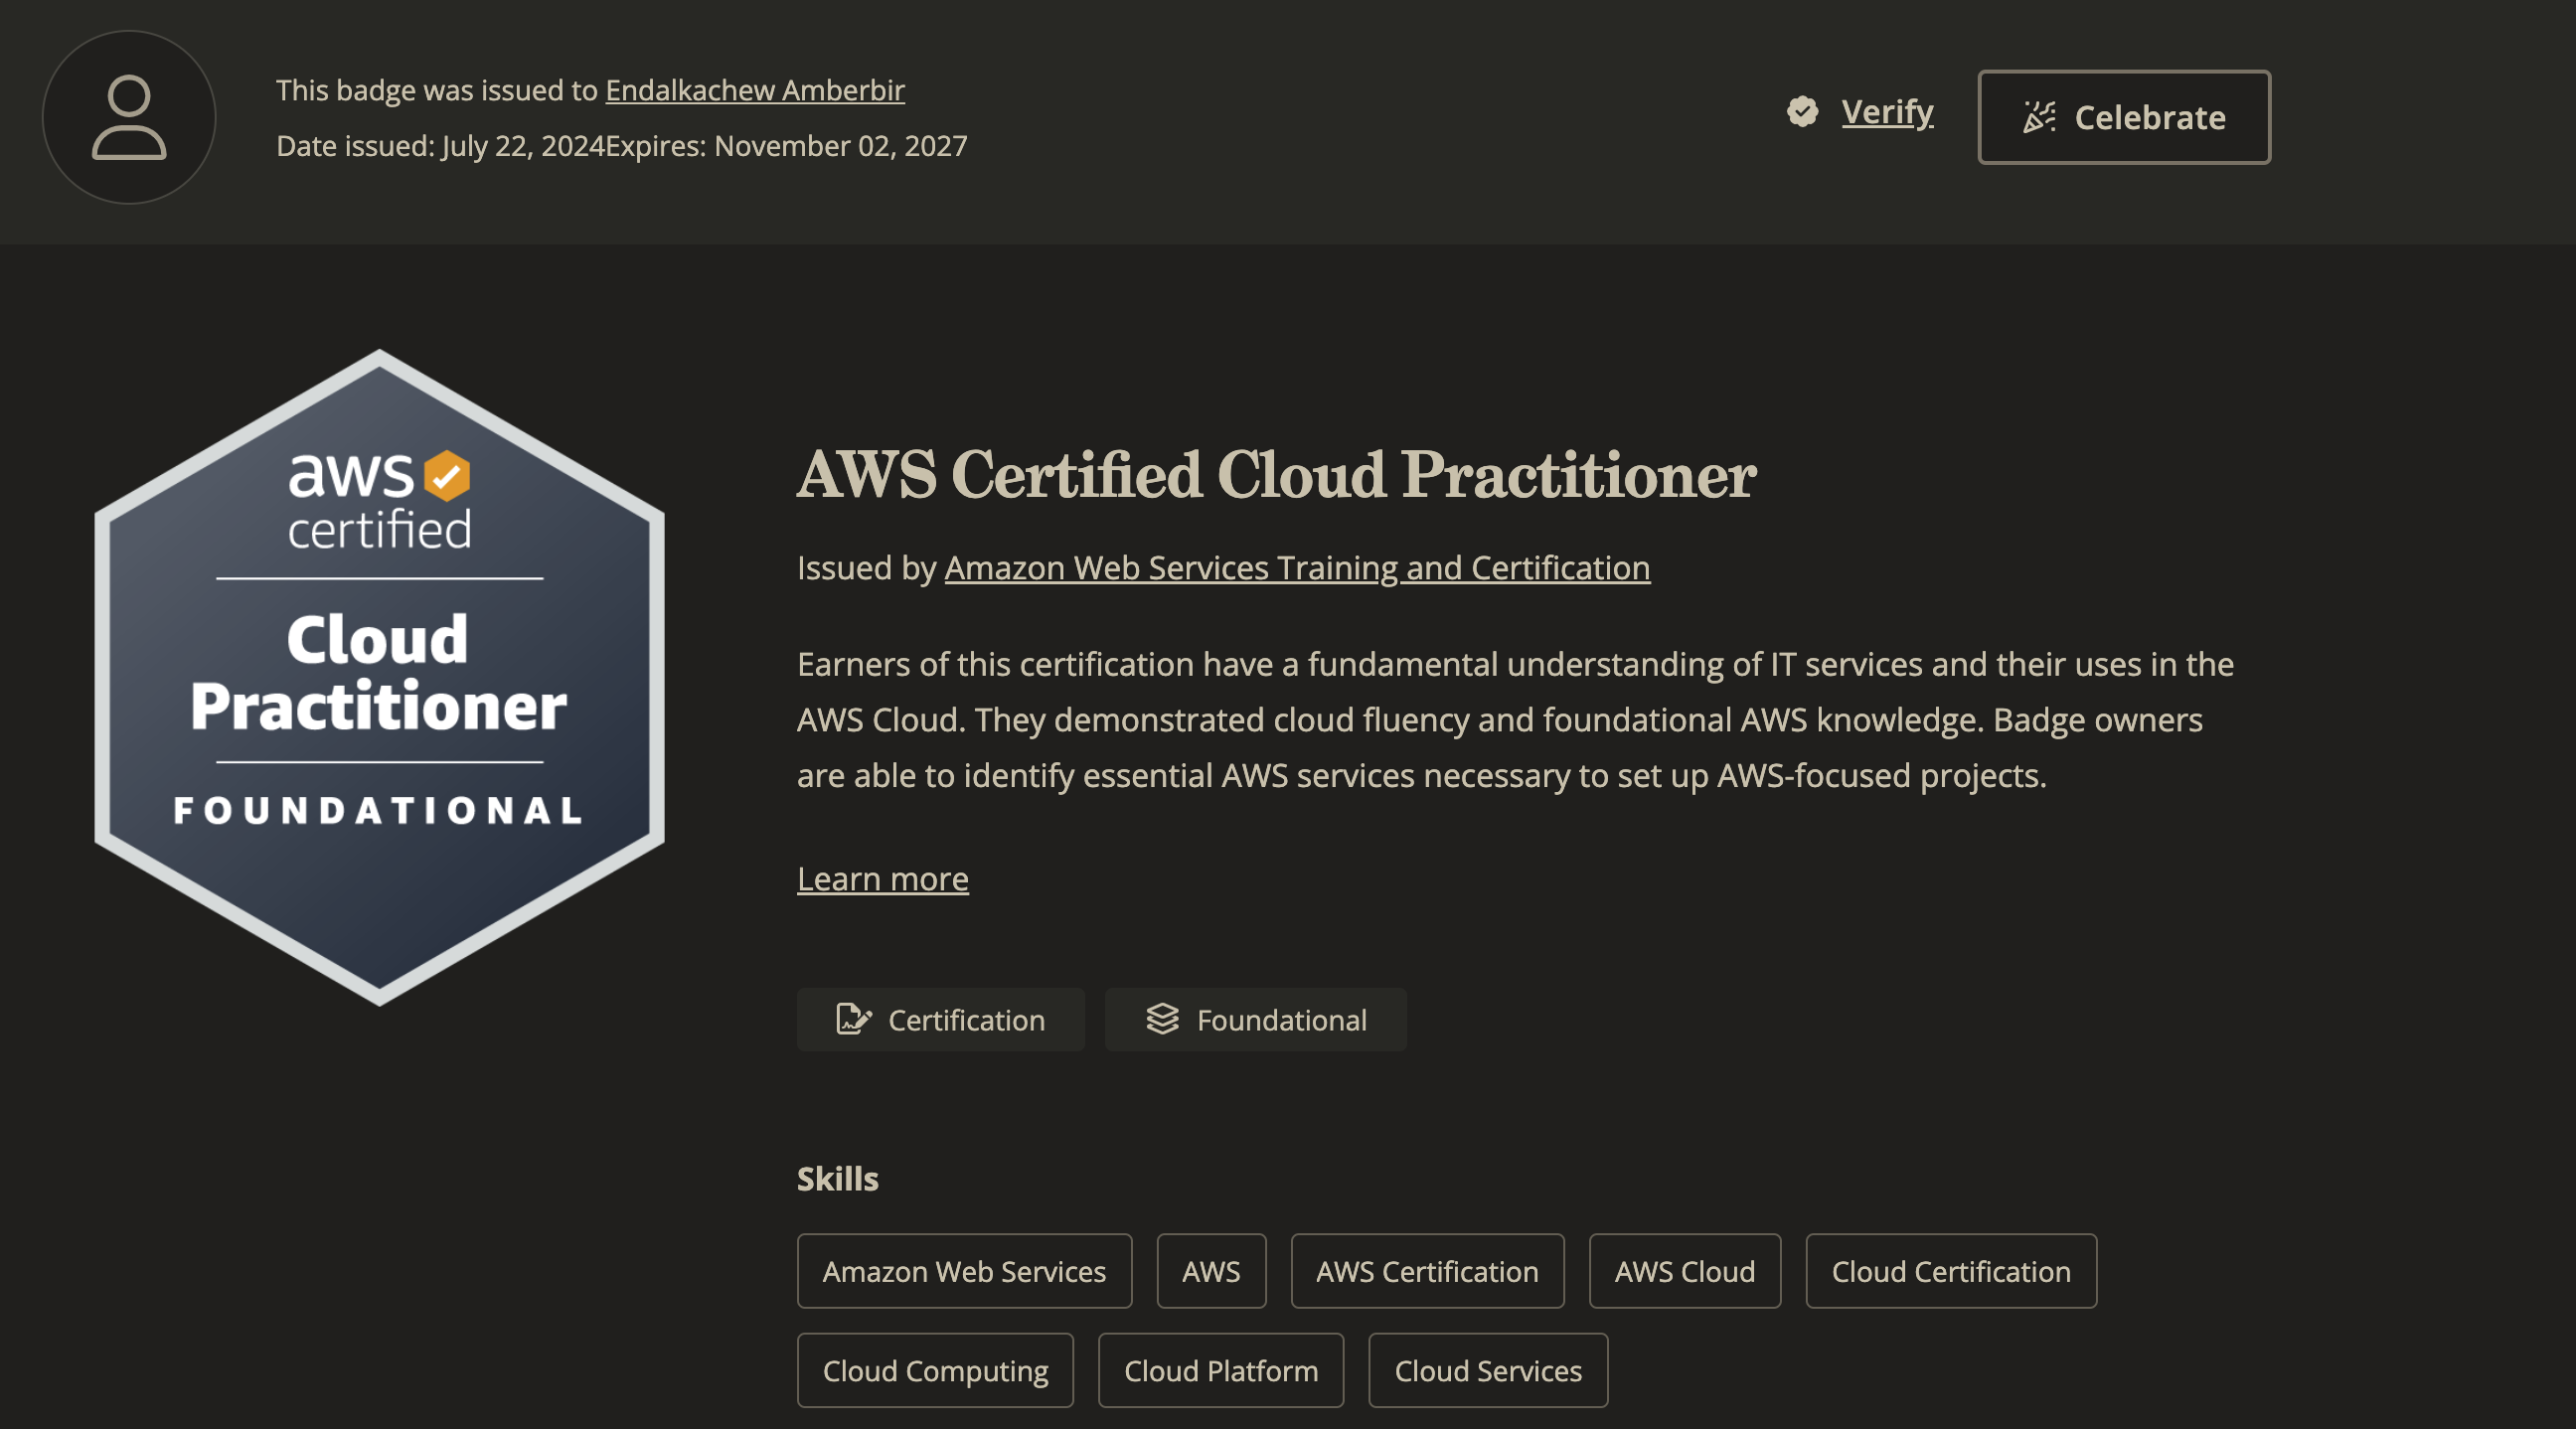 This badge was issued to Endalkachew Amberbir
Date issued: July 22, 2024Expires: November 02, 2027
Verify
Celebrate
aws
certified
Cloud
Practitioner
FOUNDATIONAL
AWS Certified Cloud Practitioner
Issued by Amazon Web Services Training and Certification
Earners of this certification have a fundamental understanding of IT services and their uses in the
AWS Cloud. They demonstrated cloud fluency and foundational AWS knowledge. Badge owners
are able to identify essential AWS services necessary to set up AWS-focused projects.
Learn more
Certification
Foundational
Skills
Amazon Web Services
AWS
AWS Certification
AWS Cloud
Cloud Certification
Cloud Computing
Cloud Platform
Cloud Services